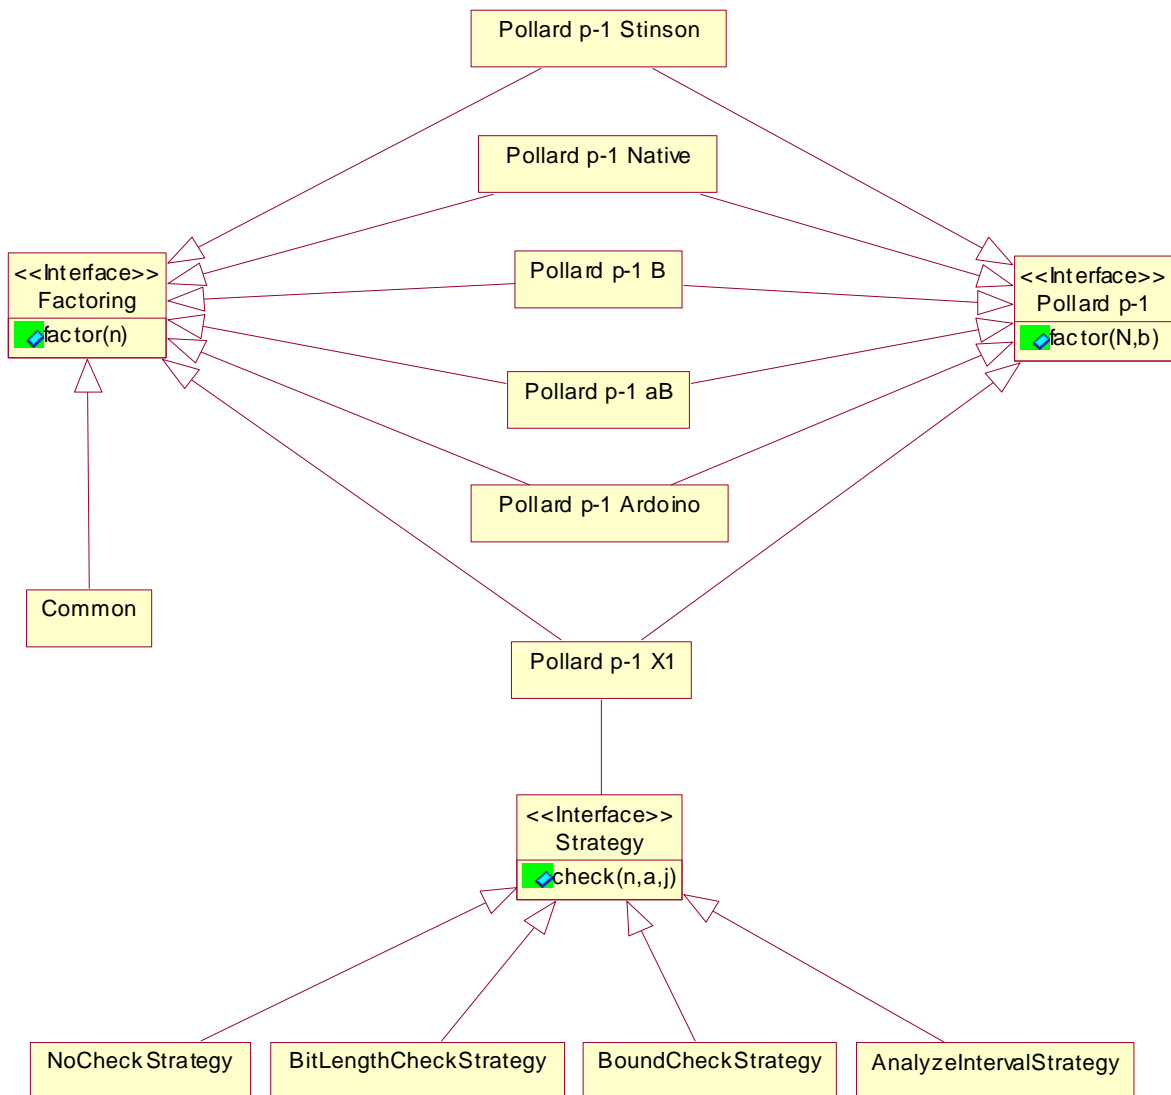 Pollard p-1 Stinson
Pollard p-1 Native
<<Interface>>
Factoring
factor(n)
Pollard p-1 B
<<Interface>>
Pollard p-1
factor(N,b)
Pollard p-1 aB
Pollard p-1 Ardoino
Common
Pollard p-1 X1
<<Interface>>
Strategy
check(n,a,j)
NoCheckStrategy
BitLengthCheckStrategy
BoundCheckStrategy
AnalyzeIntervalStrategy